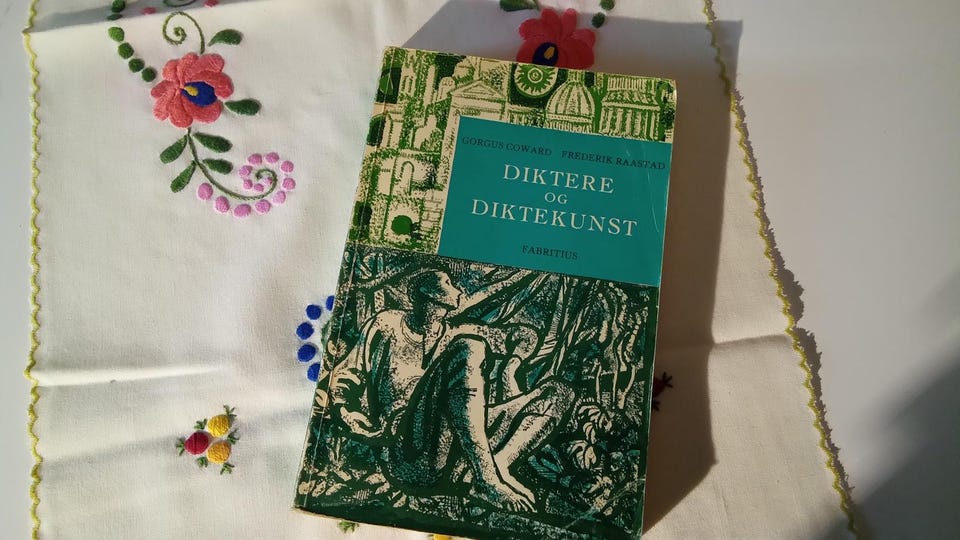 GORGUS COWARD FREDERIK RAASTAD
DIKTERE
OG
DIKTEKUNST
FABRITIUS